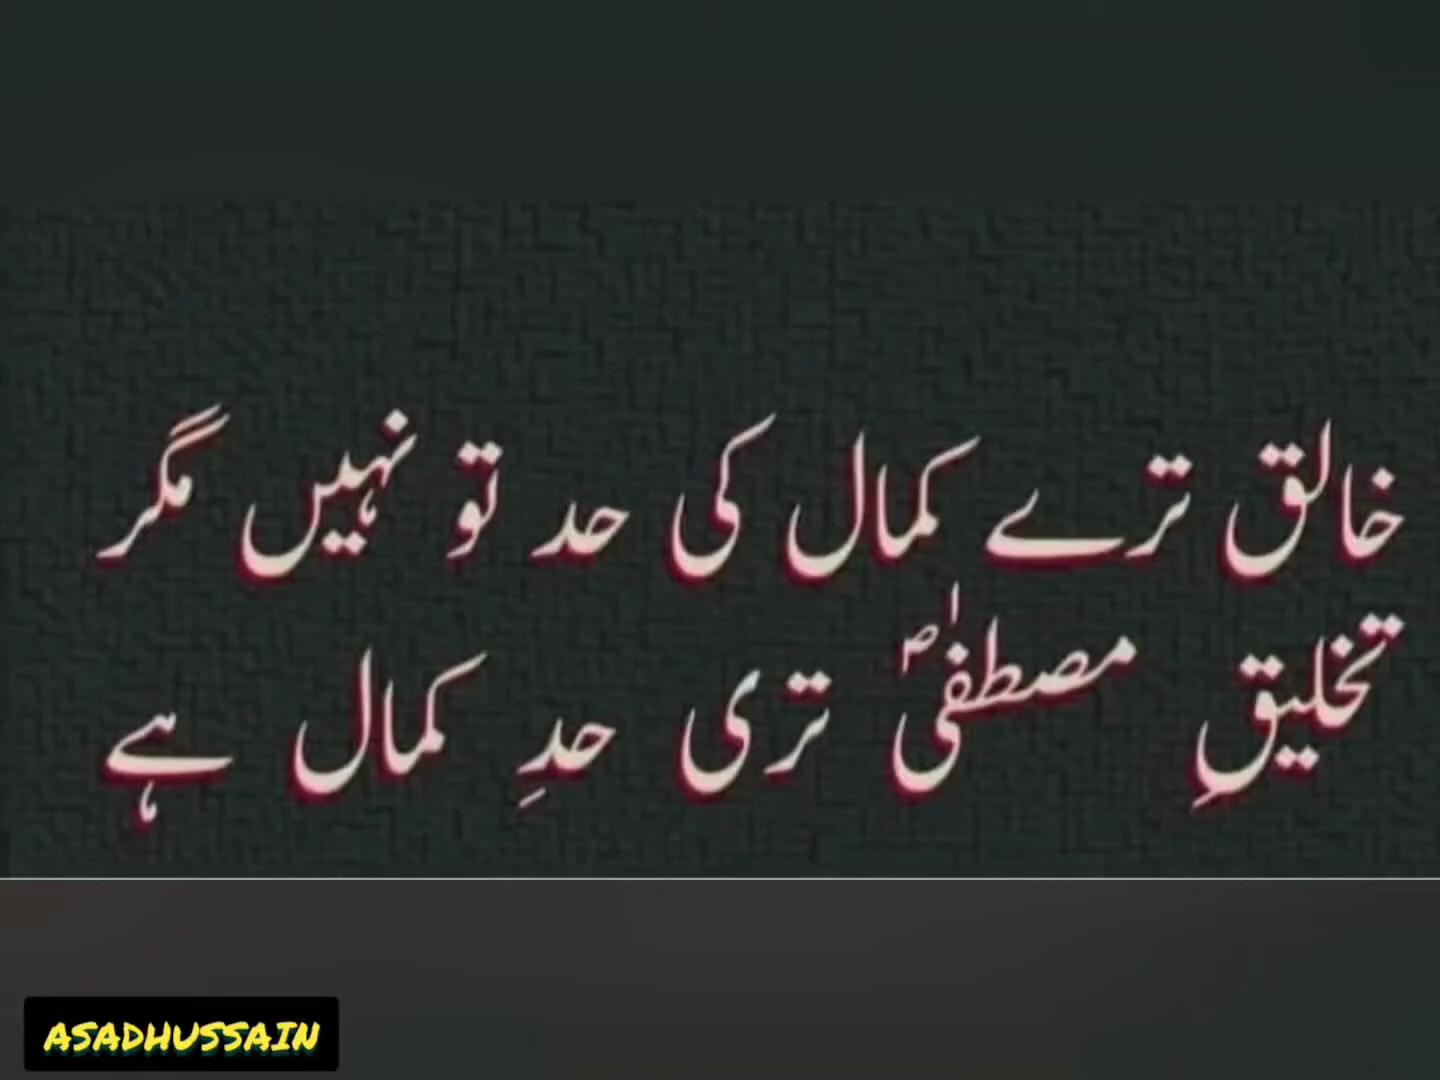 خالق ترے کمال کی حد تو نہیں مگر
تخلیقِ مصطفیٰؐ تری حدِ کمال ہے
ASADHUSSAIN